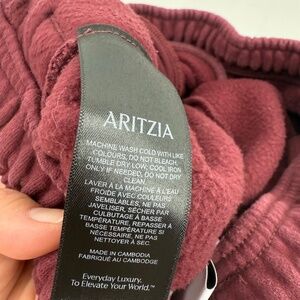 ARITZIA
MACHINE WASH COLD WITH LIKE
COLOURS, DO NOT BLEACH,
TUMBLE DRY LOW, COOL IRON
ONLY IF NEEDED, DO NOT DRY
CLEAN
LAVER À LA MACHINE À L'EAU
FROIDE AVEC COULEURS
SEMBLABLES, NE PAS
JAVELISER, SÉCHER PAR
CULBUTAGE À BASSE
TEMPÉRATURE, REPASSER À
BASSE TEMPÉRATURE SI
NÉCESSAIRE, NE PAS
NETTOYER À SEC.
MADE IN CAMBODIA
FABRIQUÉ AU CAMBODGE
Everyday Luxury.
To Elevate Your World.™